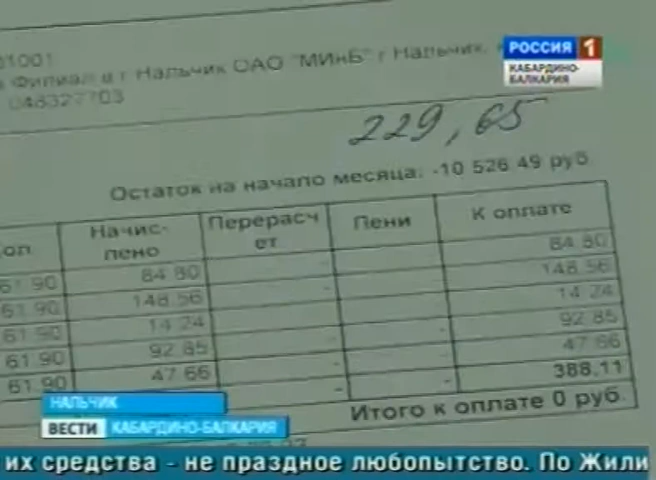 01001
Филиал в г Нальчик ОАО "МИнБ" г Нальчик,
048327703
РОССИЯ 1
КАБАРДИНО-
БАЛКАРИЯ
229,65
Остаток на начало месяца: -10 526.49 руб.
оп. Начис- Перерасч Пени К оплате
лено ет
61.90 84.80 - 84.80
61.90 148.56 - 148.56
61.90 14.24 14.24
61.90 92.85 - - 92.85
61.90 47.66 - - 47.66
- - 388.11
Итого к оплате 0 руб.
НАЛЬЧИК
ВЕСТИ КАБАРДИНО-БАЛКАРИЯ
их средства - не праздное любопытство. По Жили